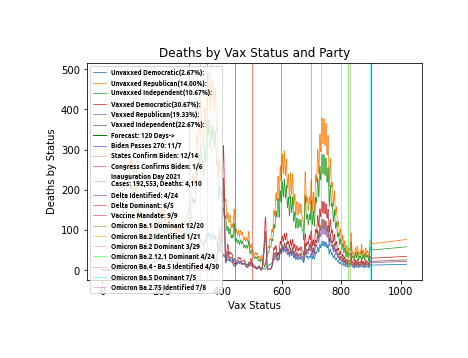 Deaths by Vax Status and Party
Deaths by Status
500
400
300
200
100
0
Unvaxxed Democratic(2.67%):
Unvaxxed Republican(14.00%):
Unvaxxed Independent(10.67%):
Vaxxed Democratic(30.67%):
Vaxxed Republican(19.33%):
Vaxxed Independent(22.67%):
Forecast: 120 Days->
Biden Passes 270: 11/7
States Confirm Biden: 12/14
Congress Confirms Biden: 1/6
Inauguration Day 2021
Cases: 192,553, Deaths: 4,110
Delta Identified: 4/24
Delta Dominant: 6/5
Vaccine Mandate: 9/9
Omicron Ba.1 Dominant 12/20
Omicron Ba.2 Identified 1/21
Omicron Ba.2 Dominant 3/29
Omicron Ba.2.12.1 Dominant 4/24
Omicron Ba.4 - Ba.5 Identified 4/30
Omicron Ba.5 Dominant 7/5
Omicron Ba.2.75 Identified 7/8
400 600 800 1000
Vax Status